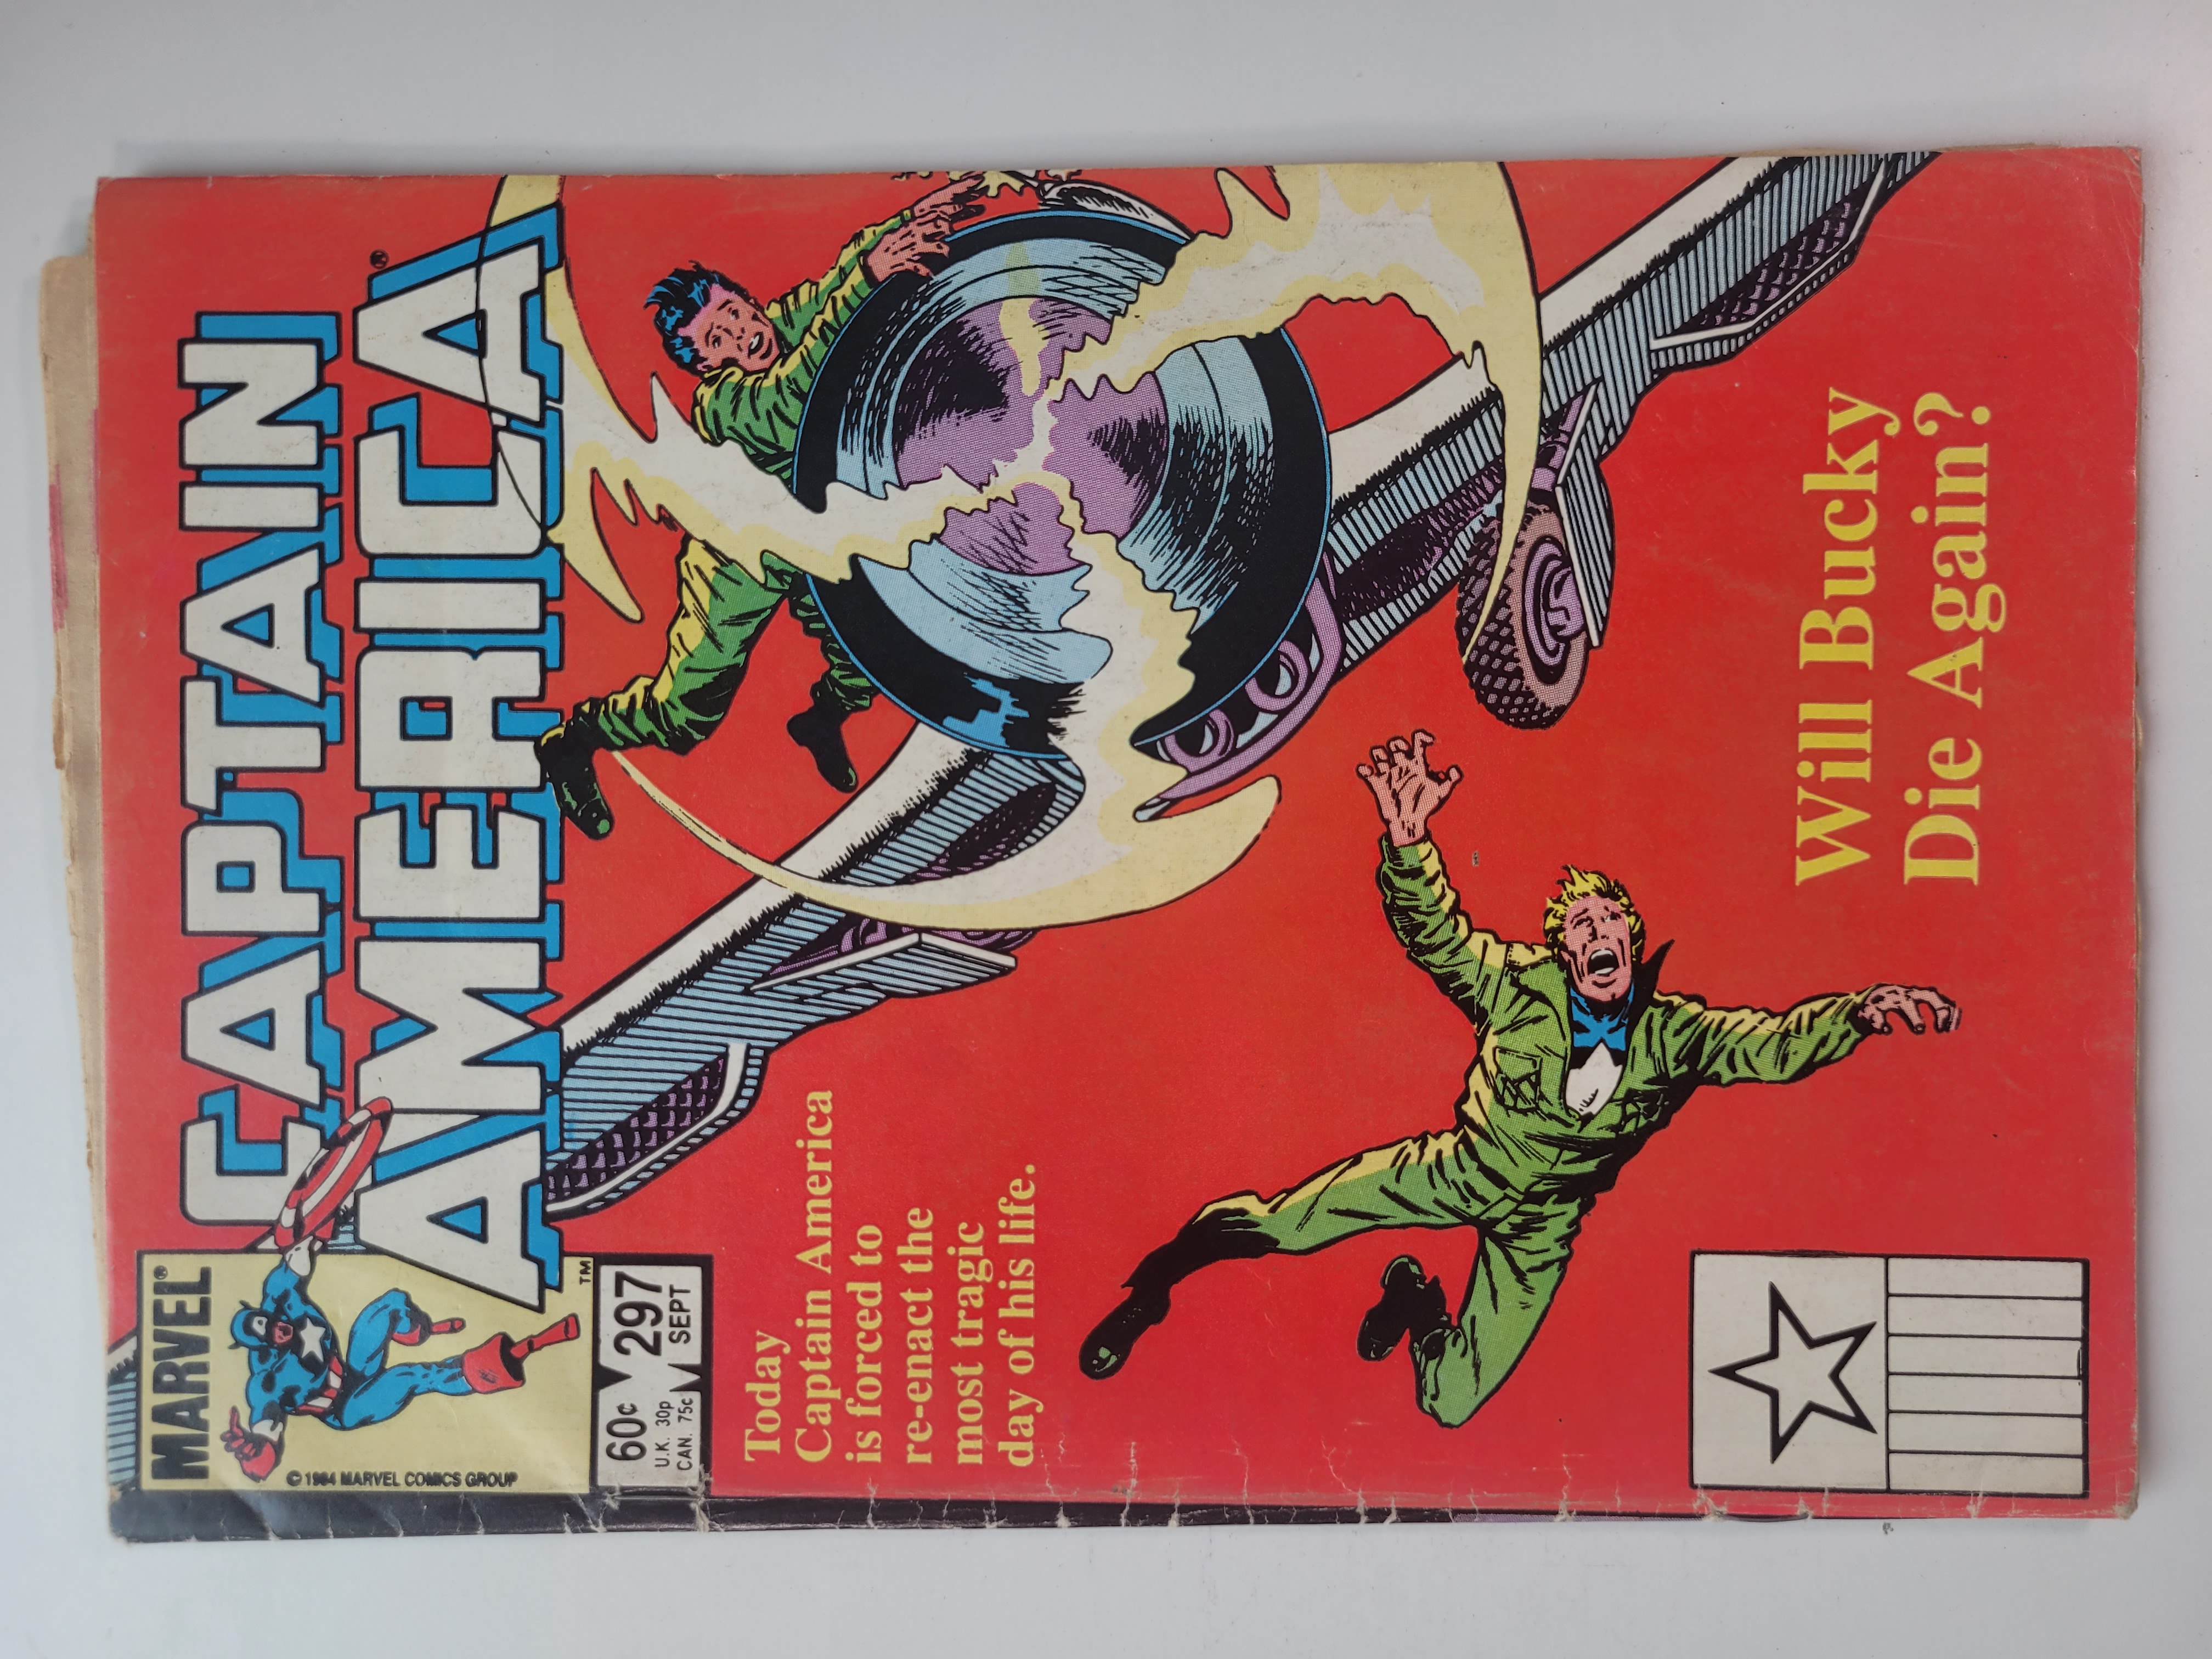 MARVEL®
CAPTAIN
AMERICA®
™
© 1984 MARVEL COMICS GROUP
60¢
U.K. 30p
CAN. 75¢
297
SEPT
Today
Captain America
is forced to
re-enact the
most tragic
day of his life.
Will Bucky
Die Again?